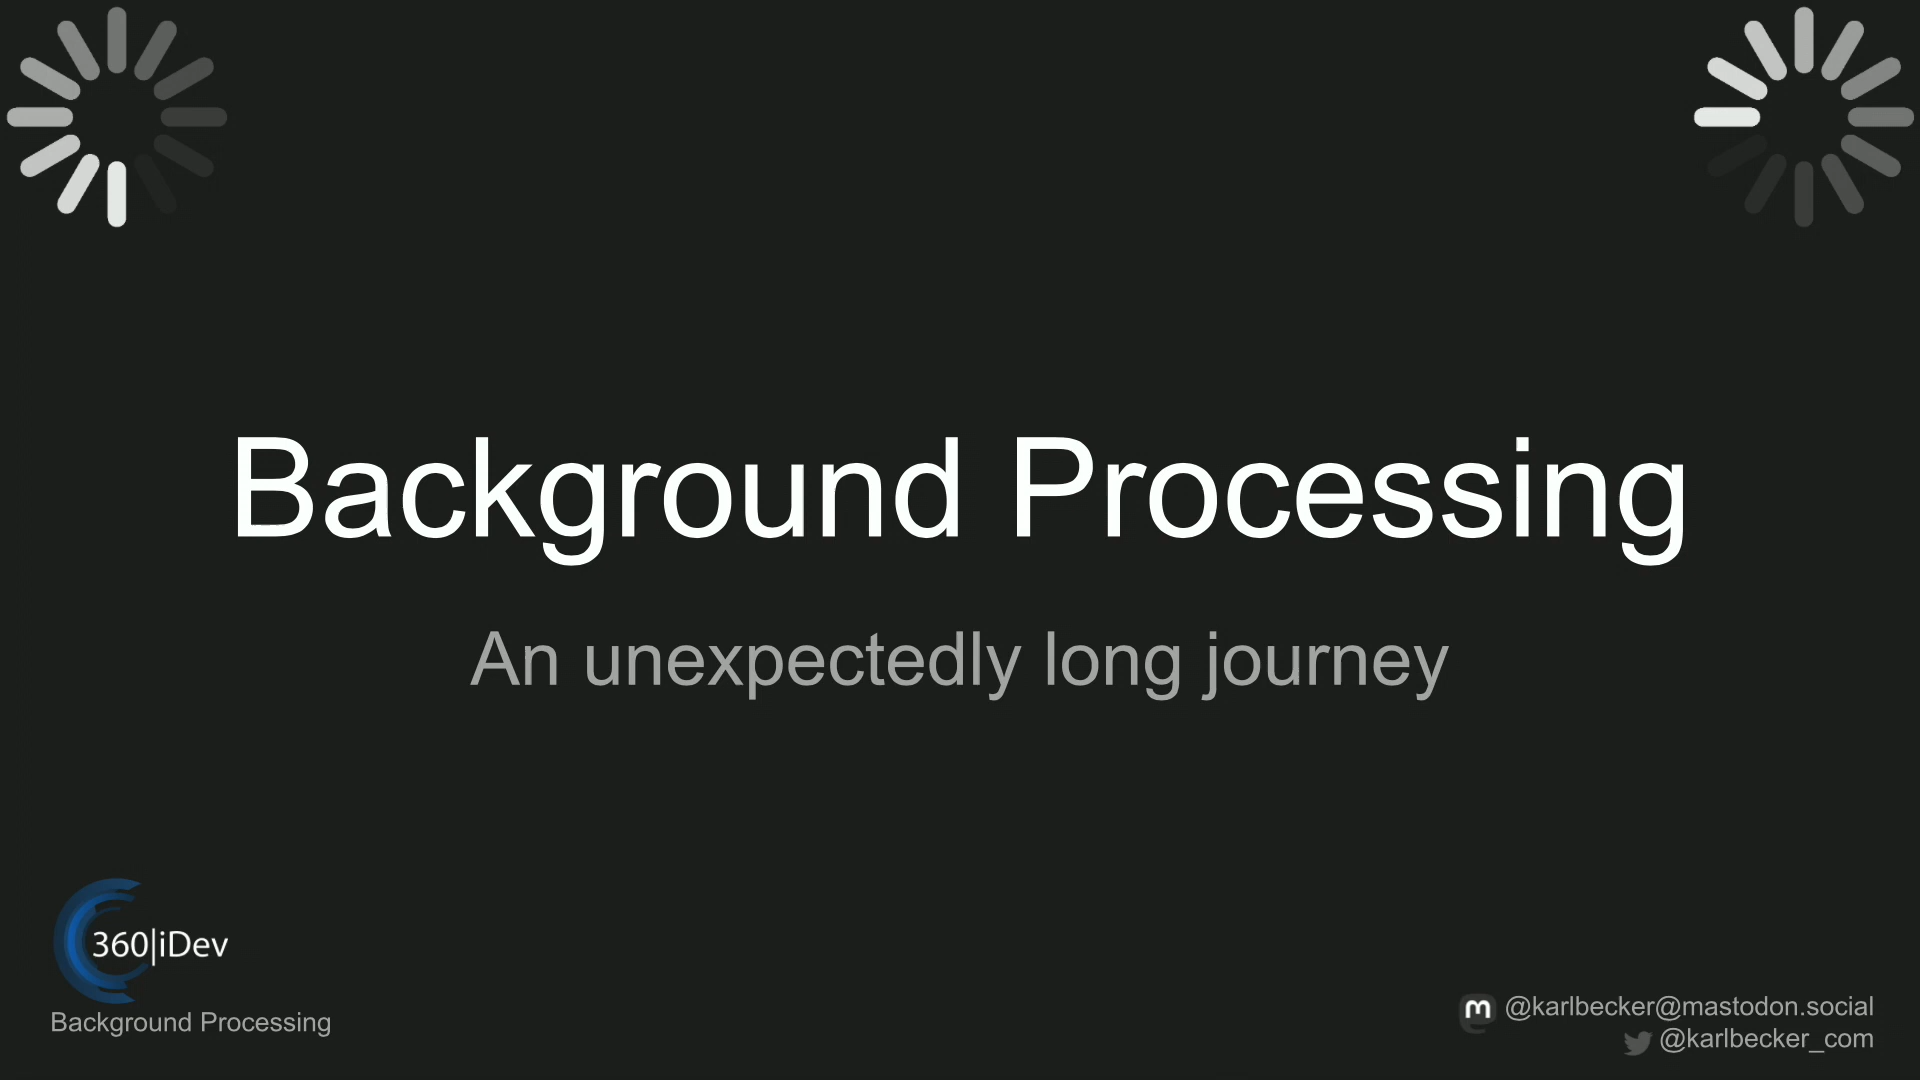 Background Processing
An unexpectedly long journey
360|iDev
Background Processing
@karlbecker@mastodon.social
@karlbecker_com